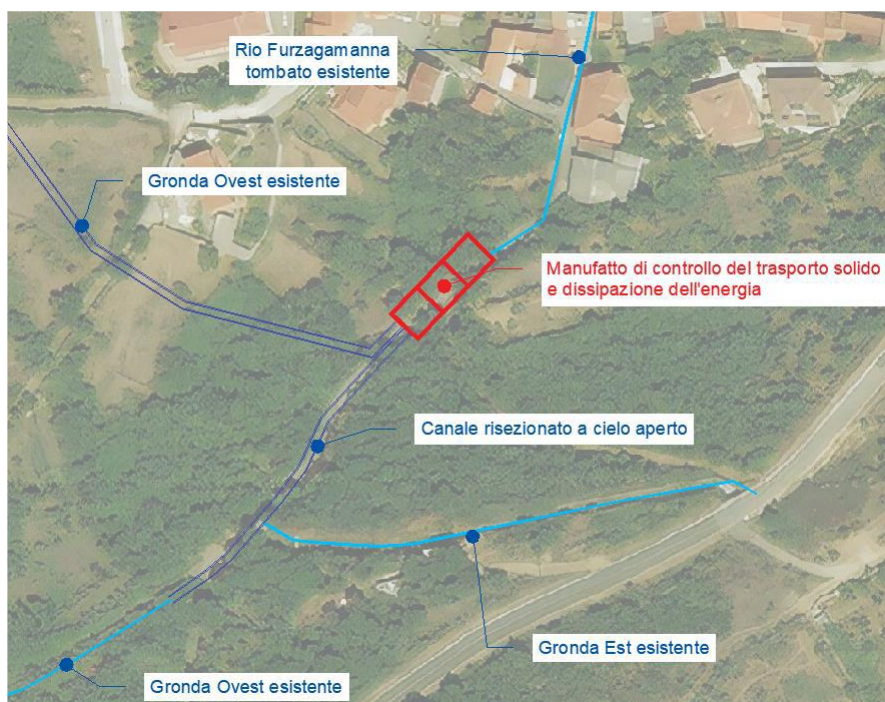 Rio Furzagamanna
tombato esistente
Gronda Ovest esistente
Manufatto di controllo del trasporto solido
e dissipazione dell'energia
Canale risezionato a cielo aperto
Gronda Est esistente
Gronda Ovest esistente